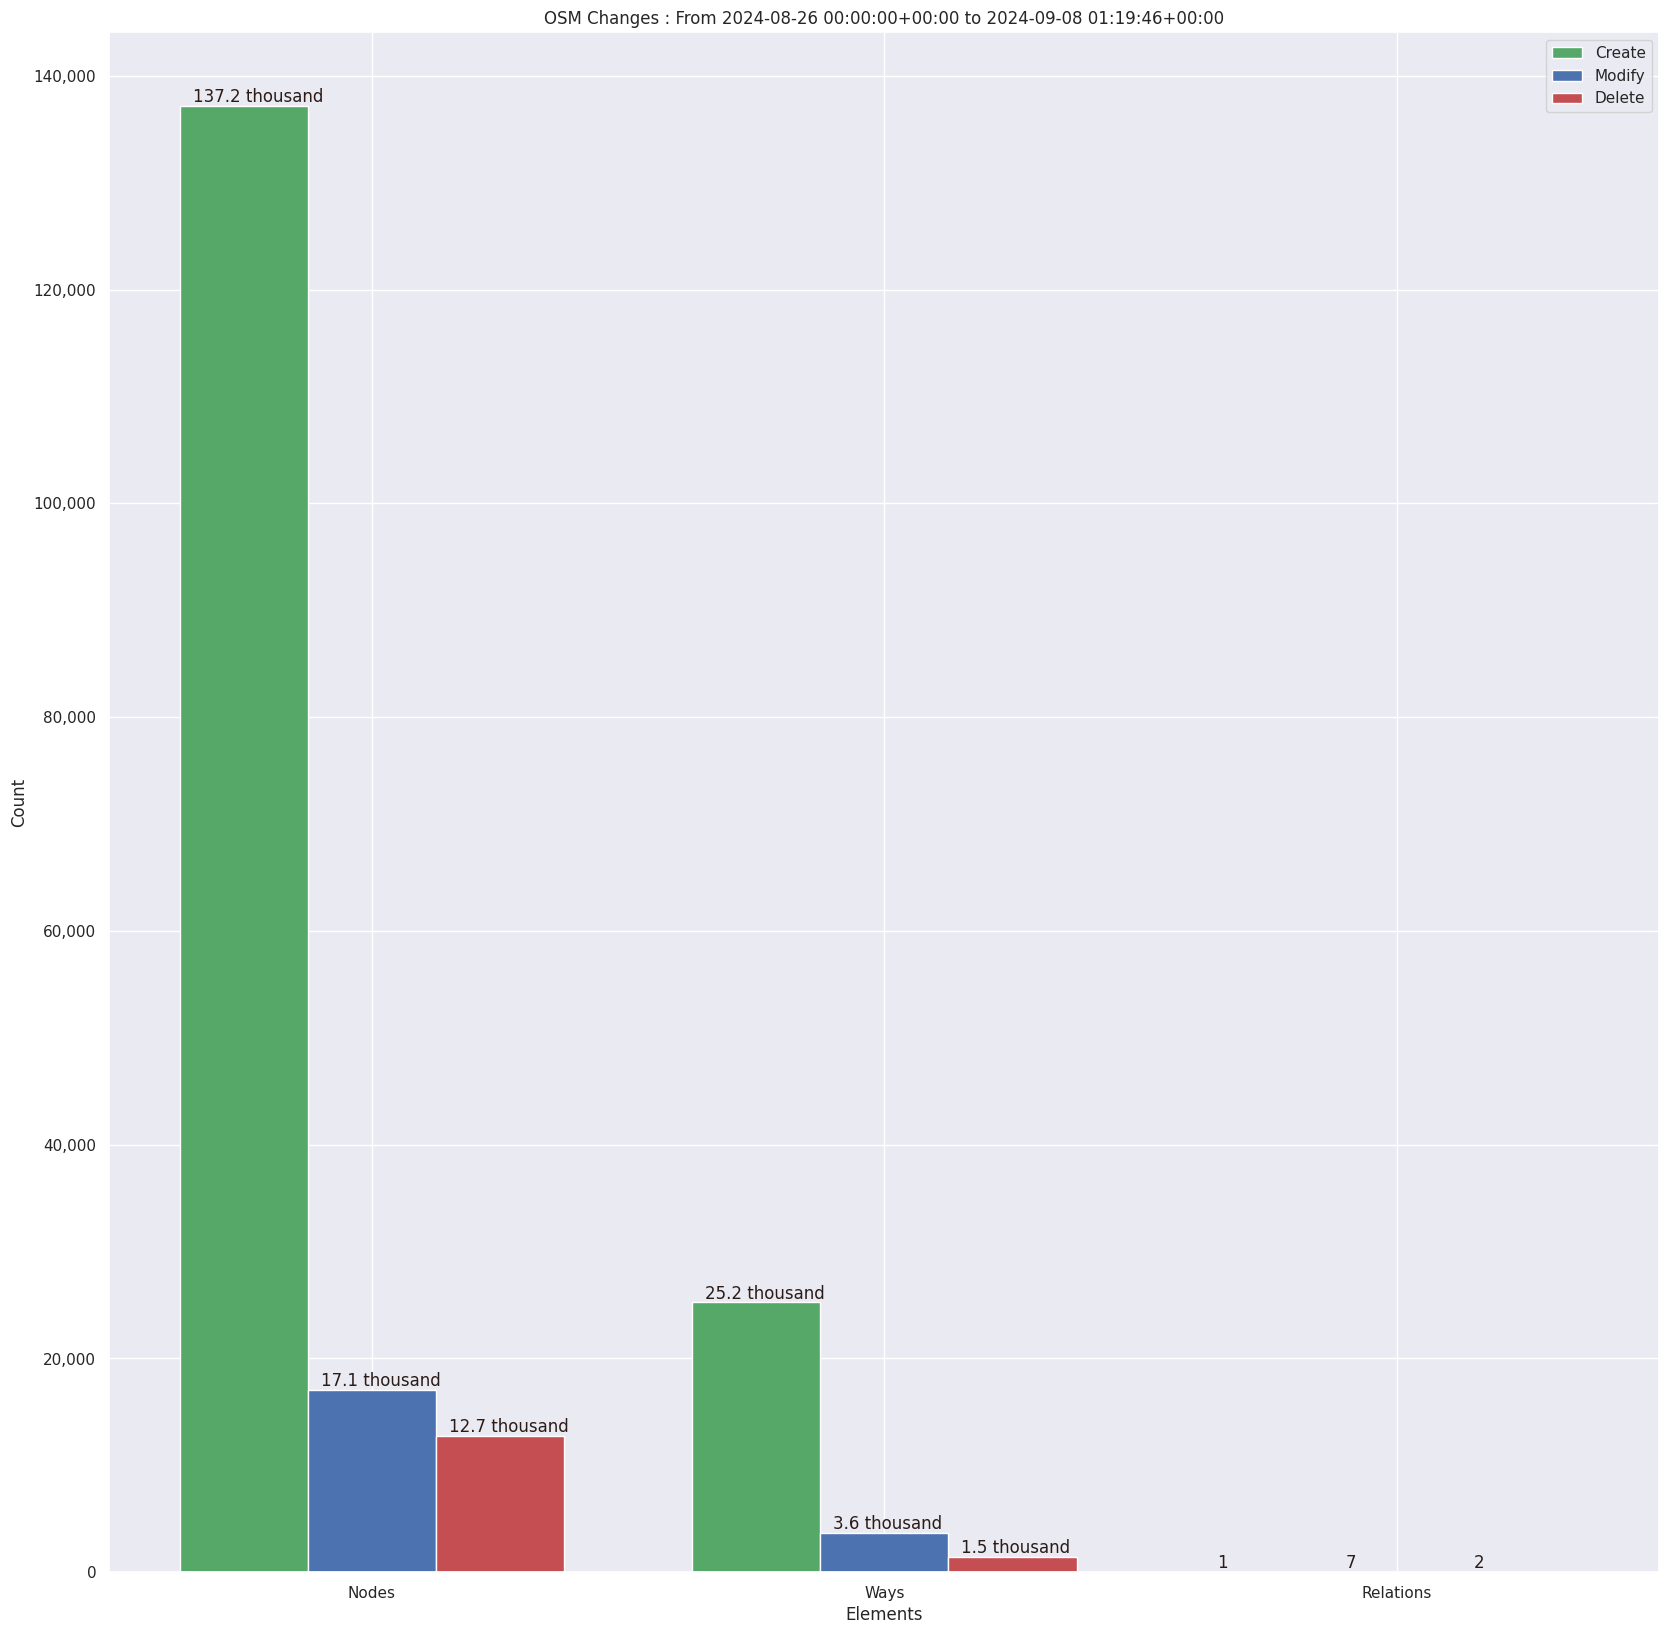 OSM Changes : From 2024-08-26 00:00:00+00:00 to 2024-09-08 01:19:46+00:00
Create
Modify
Delete
140,000
120,000
100,000
80,000
60,000
40,000
20,000
0
Count
137.2 thousand
17.1 thousand
12.7 thousand
25.2 thousand
3.6 thousand
1.5 thousand
1
7
2
Nodes
Ways
Relations
Elements